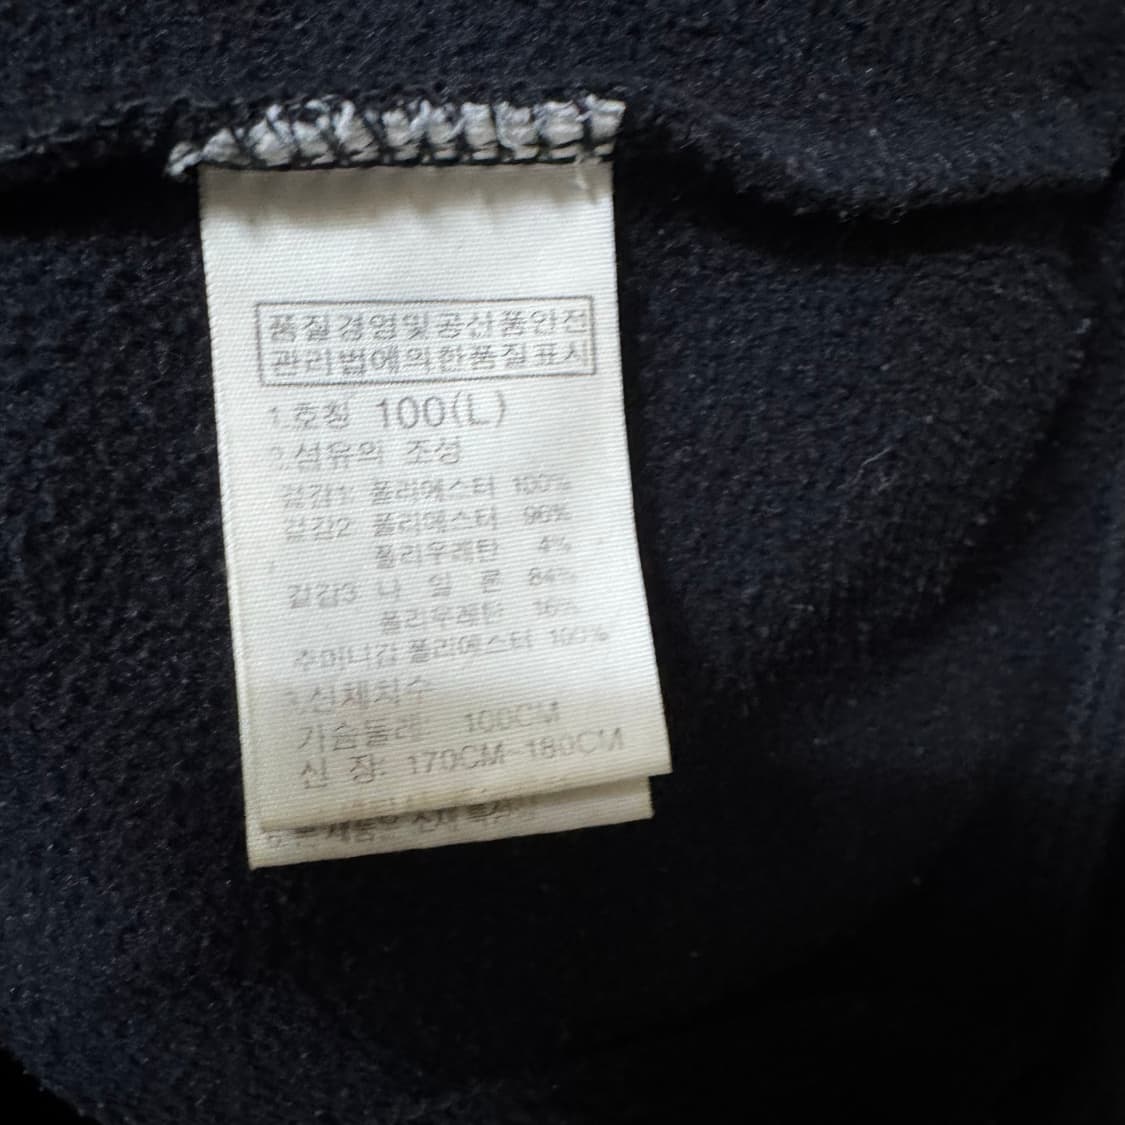 품질경영및공산품안전
관리법에의한품질표시
1.호칭 100(L)
2.섬유의 조성
겉감1: 폴리에스터 100%
겉감2 폴리에스터 96%
폴리우레탄 4%
겉감3 나 일 론 84%
폴리우레탄 16%
주머니감 폴리에스터 100%
3.신체치수
가슴둘레: 100CM
신 장: 170CM-180CM